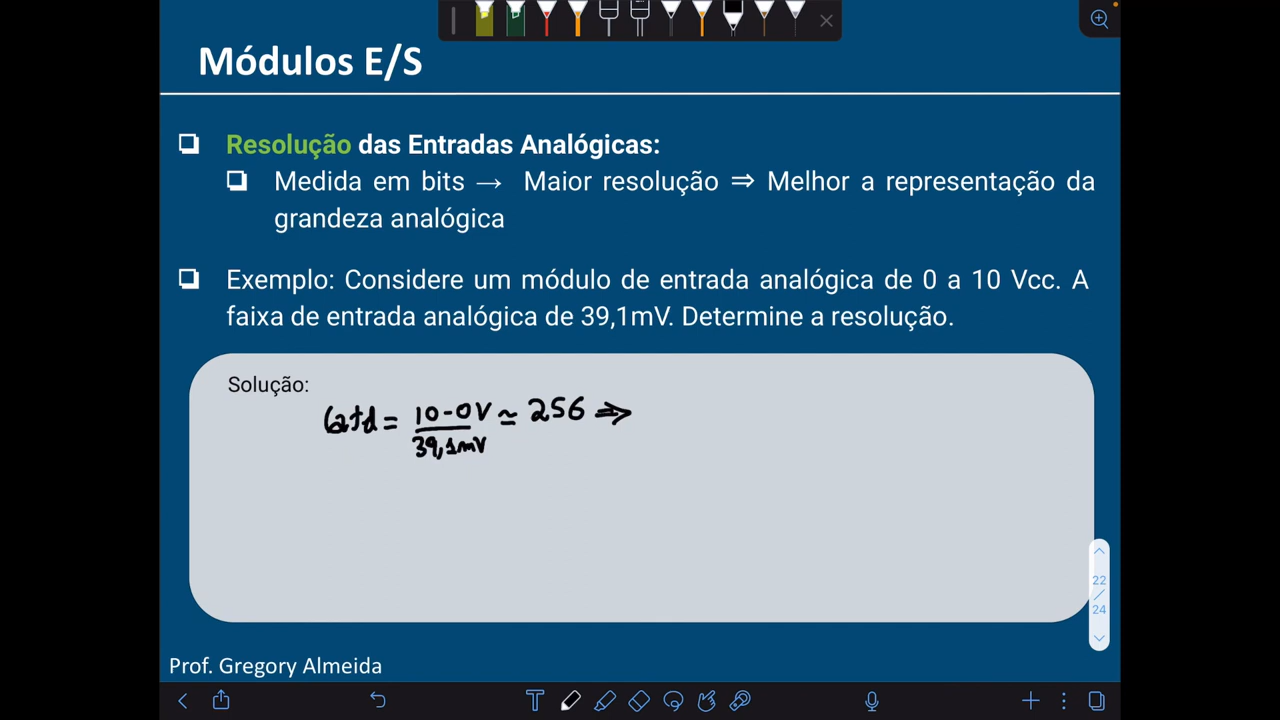 Módulos E/S
Resolução das Entradas Analógicas:
Medida em bits → Maior resolução ⇒ Melhor a representação da
grandeza analógica
Exemplo: Considere um módulo de entrada analógica de 0 a 10 Vcc. A
faixa de entrada analógica de 39,1mV. Determine a resolução.
Solução:
Qtd = 10-0V ≃ 256 ⇒
39,1mV
22
/
24
Prof. Gregory Almeida